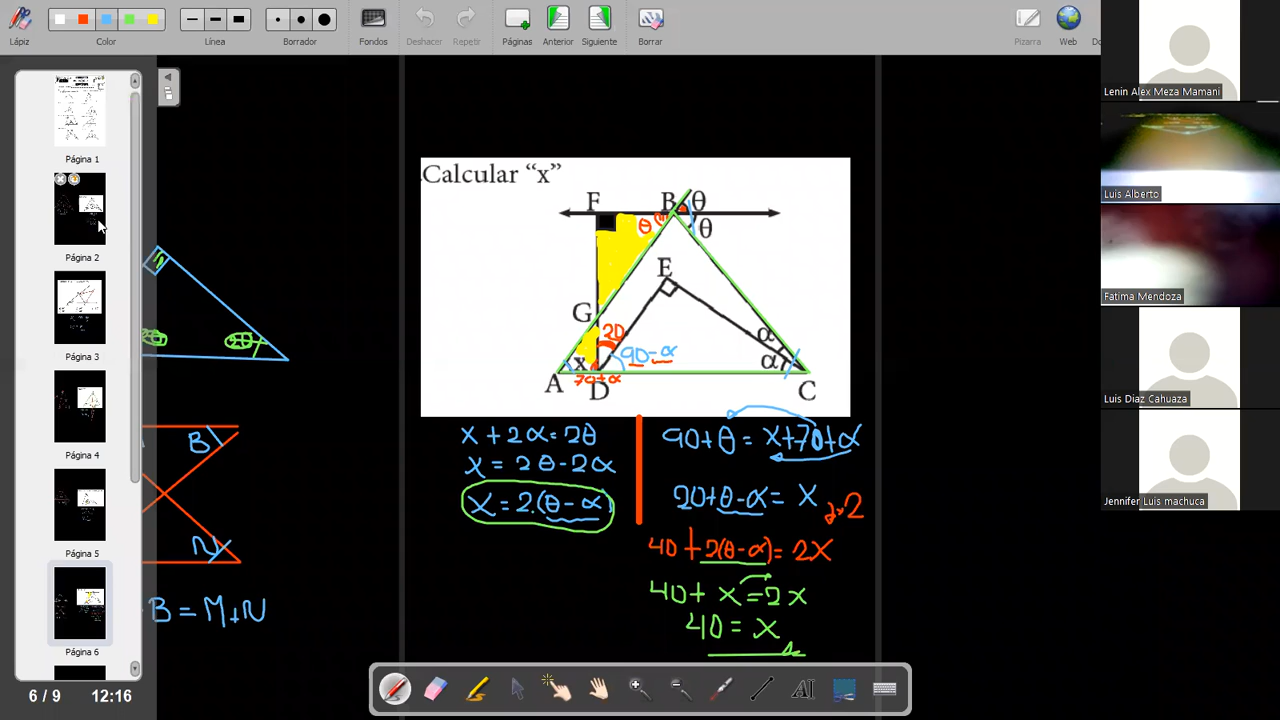 Lápiz
Color
Línea
Borrador
Fondos
Deshacer
Repetir
Páginas
Anterior
Siguiente
Borrar
Pizarra
Web
Página 1
Página 2
Página 3
Página 4
Página 5
Página 6
6 / 9 12:16
B
N
B = M+N
Calcular “x”
F B θ
θ θ
E
G
20
90-α
α
x α
70+α
A D C
x + 2α = 2θ
x = 2θ - 2α
x = 2.(θ - α)
90+θ = x+70+α
20+θ-α = x
40 + 2(θ-α) = 2x
40 + x = 2x
40 = x
Lenin Alex Meza Mamani
Luis Alberto
Fatima Mendoza
Luis Diaz Cahuaza
Jennifer Luis machuca